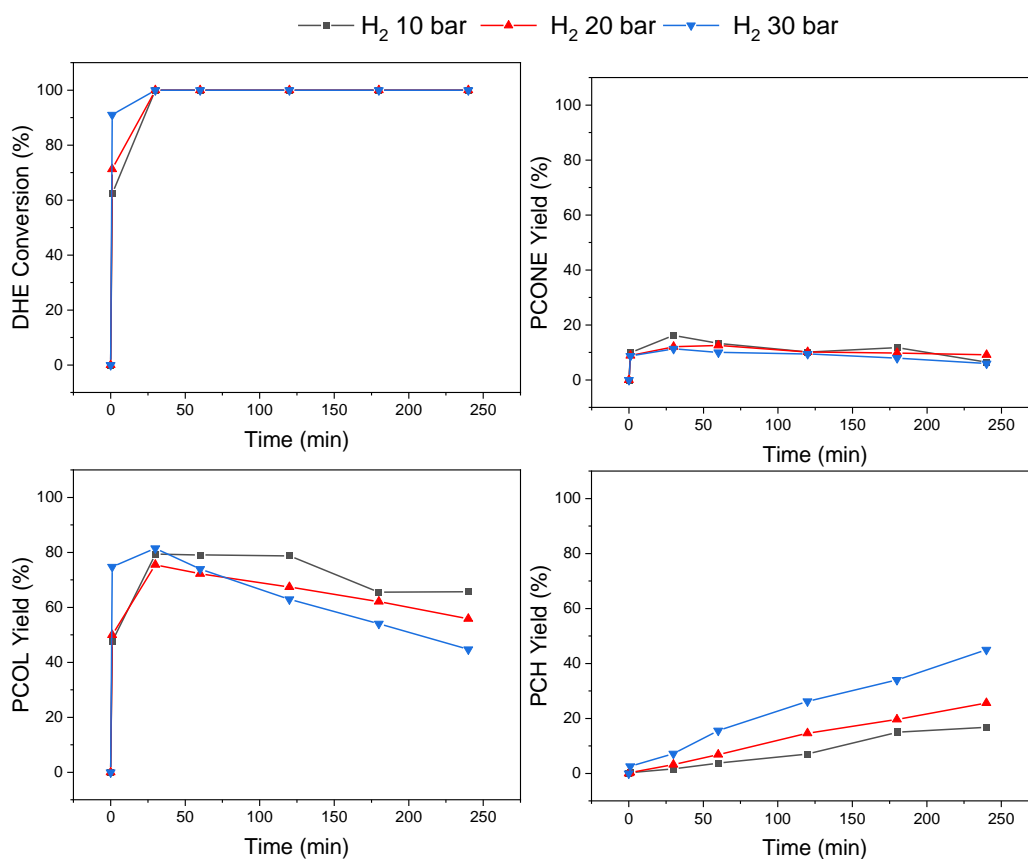 H₂ 10 bar H₂ 20 bar H₂ 30 bar
DHE Conversion (%)
100
80
60
40
20
0
0 50 100 150 200 250
Time (min)
PCONE Yield (%)
100
80
60
40
20
0
0 50 100 150 200 250
Time (min)
PCOL Yield (%)
100
80
60
40
20
0
0 50 100 150 200 250
Time (min)
PCH Yield (%)
100
80
60
40
20
0
0 50 100 150 200 250
Time (min)